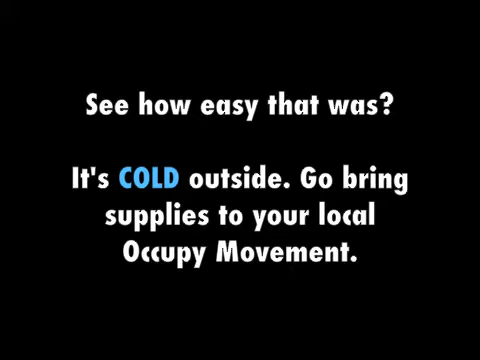 See how easy that was?
It's COLD outside. Go bring
supplies to your local
Occupy Movement.